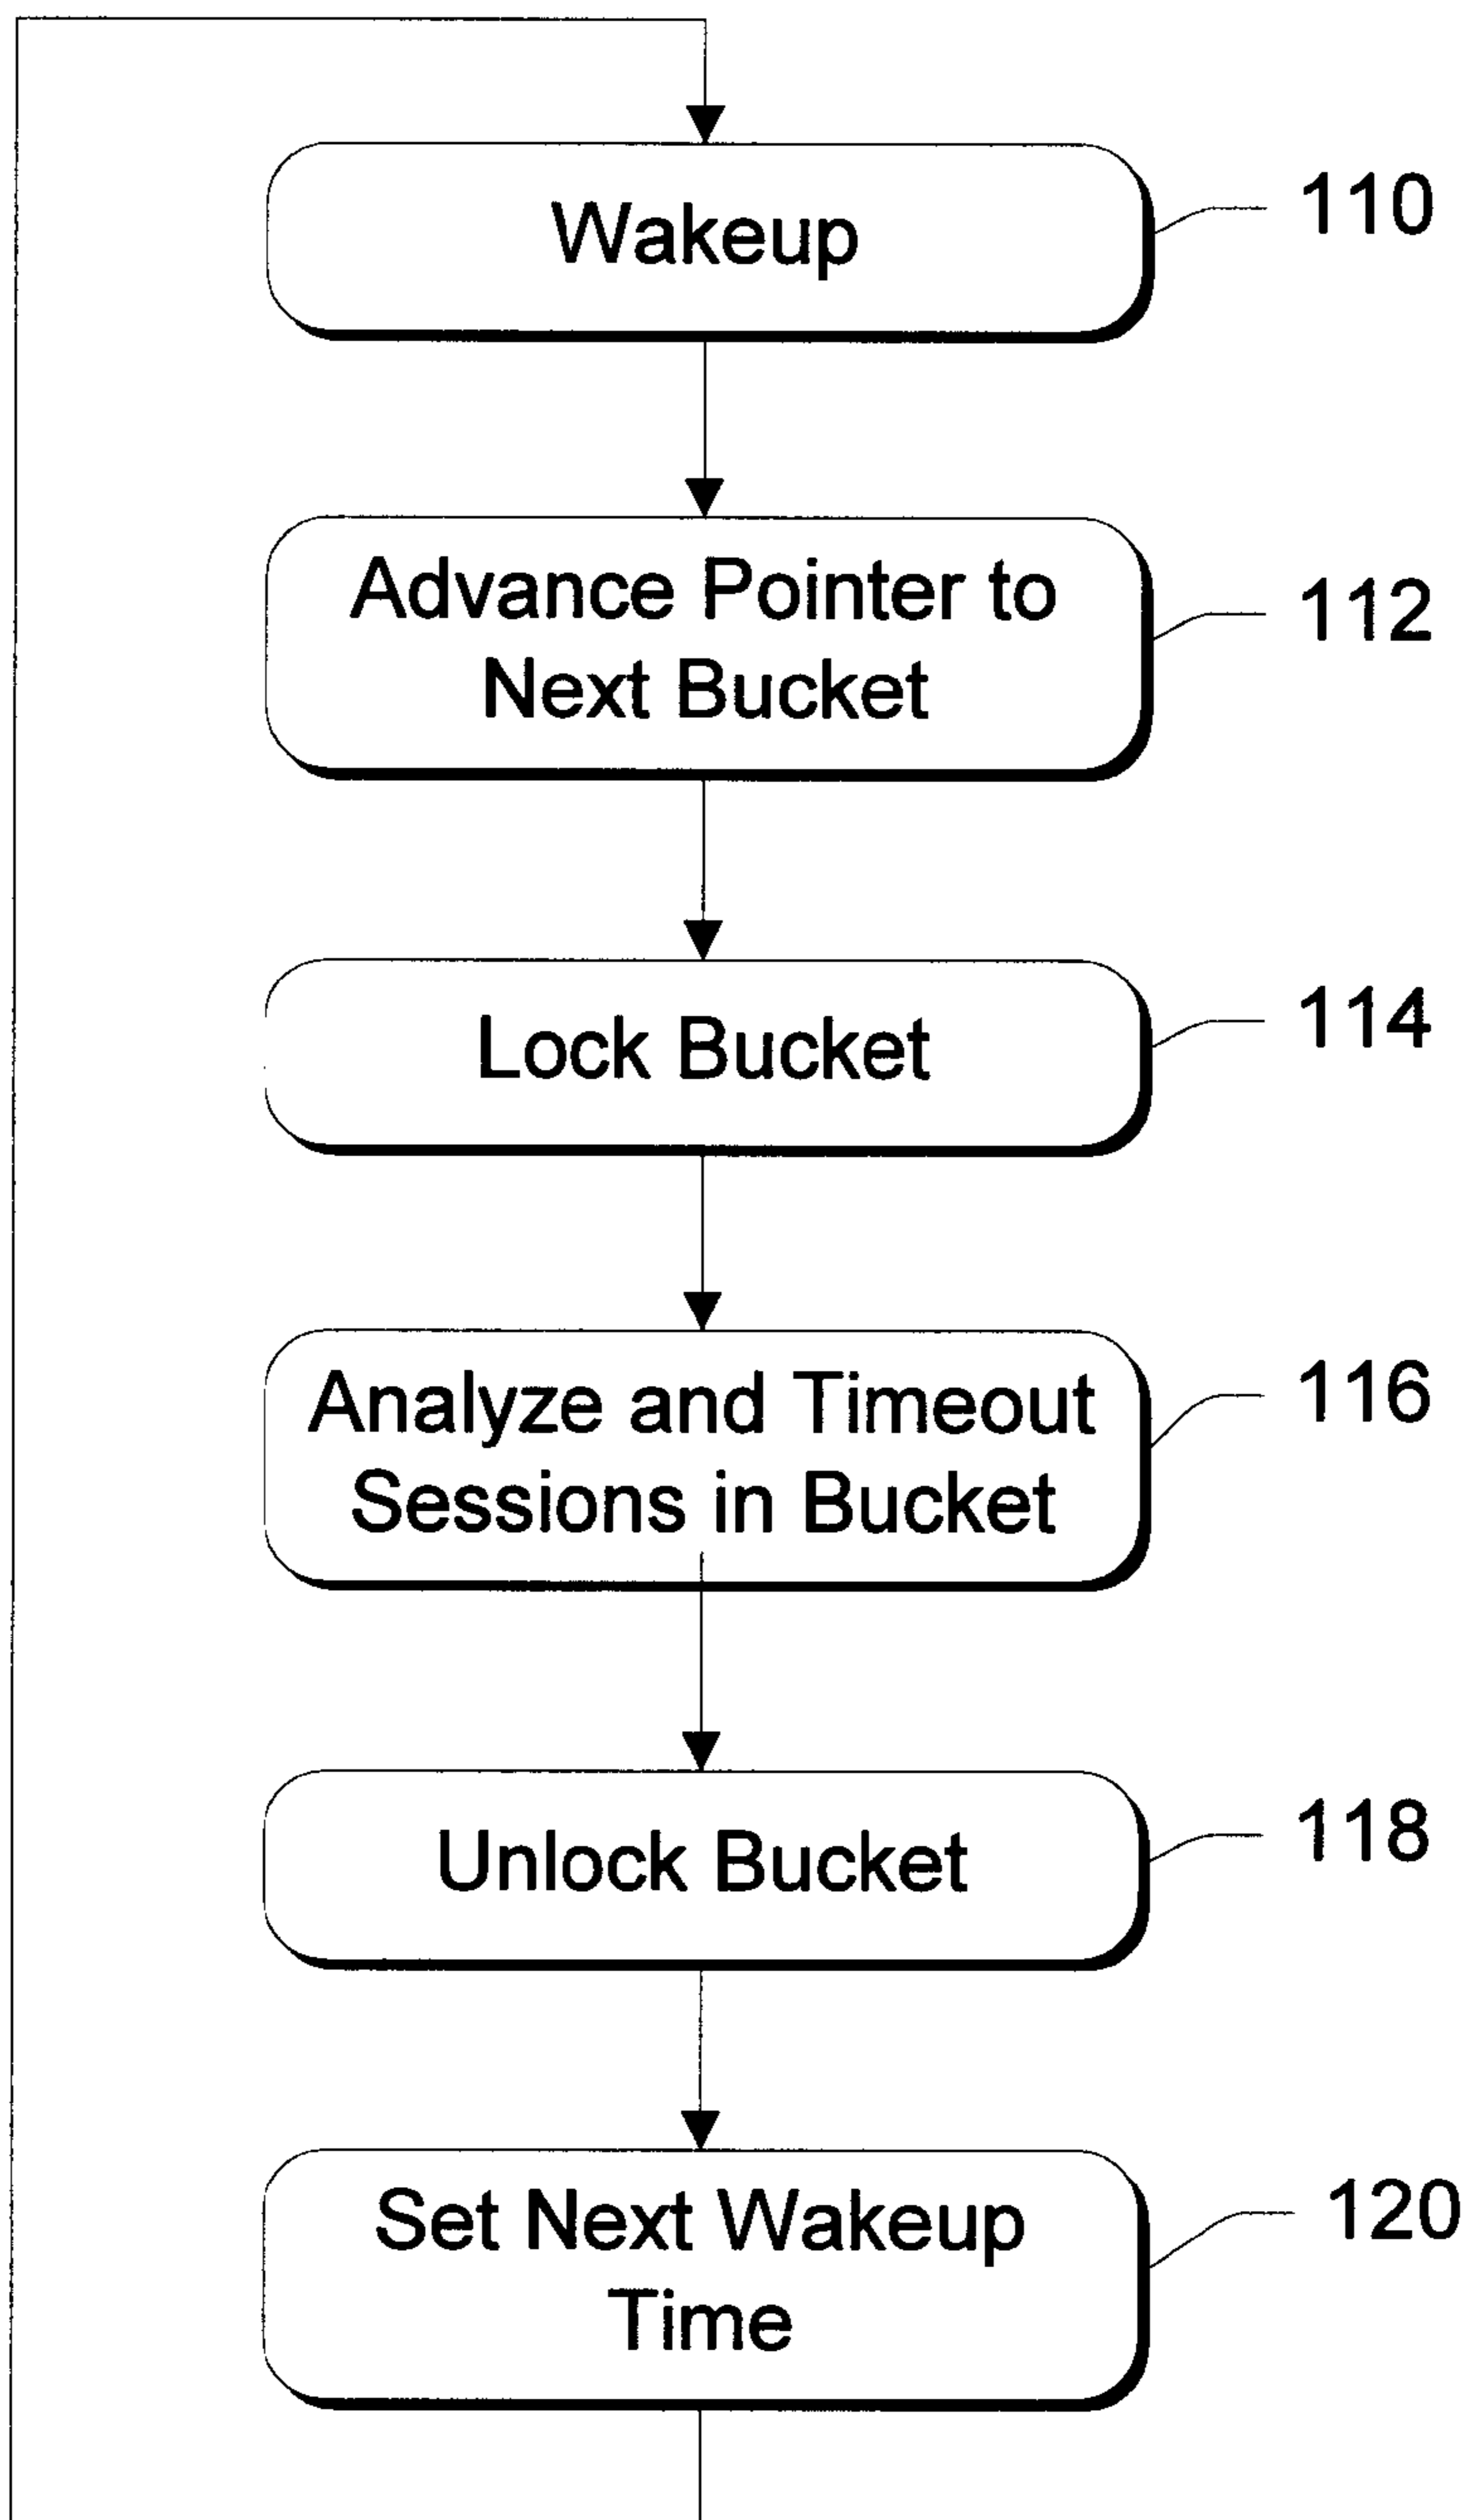 Wakeup
110
Advance Pointer to
Next Bucket
112
Lock Bucket
114
Analyze and Timeout
Sessions in Bucket
116
Unlock Bucket
118
Set Next Wakeup
Time
120